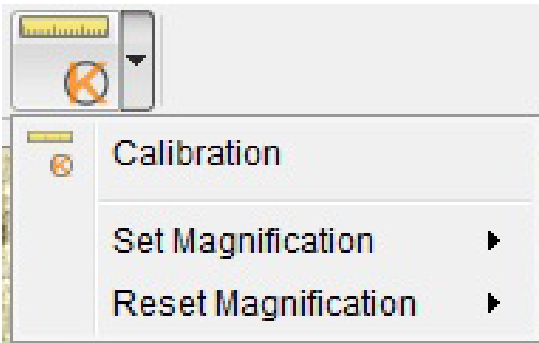 K
K
Calibration
Set Magnification
Reset Magnification